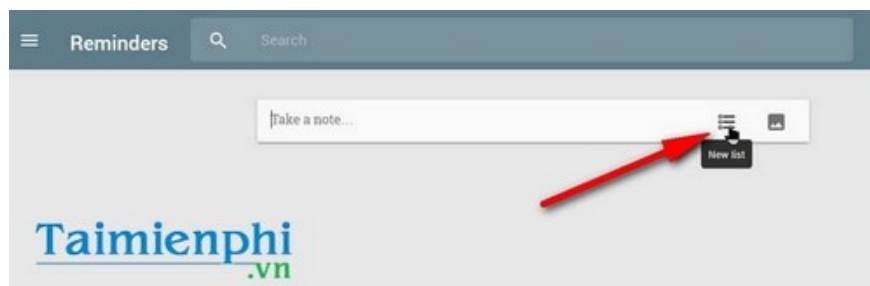 Reminders
Search
Take a note...
New list
Taimienphi
.vn